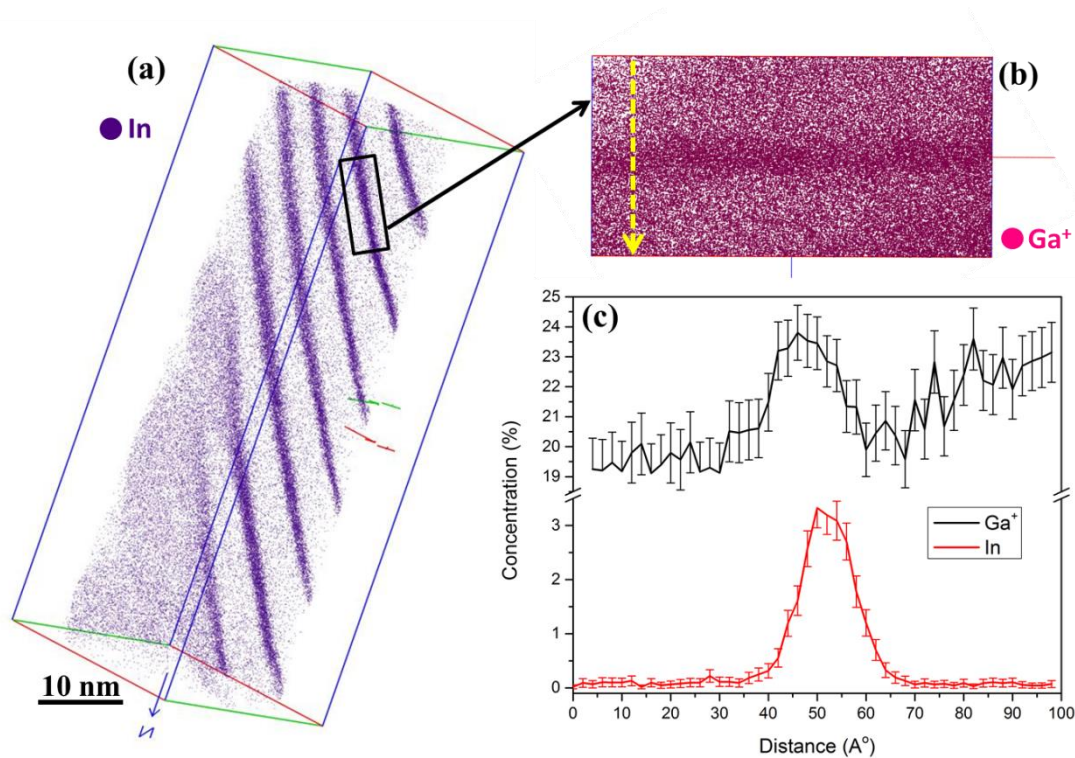 (a)
In
10 nm
Z
(b)
Ga⁺
(c)
Concentration (%)
25
24
23
22
21
20
19
3
2
1
0
Ga⁺
In
0 10 20 30 40 50 60 70 80 90 100
Distance (Aº)